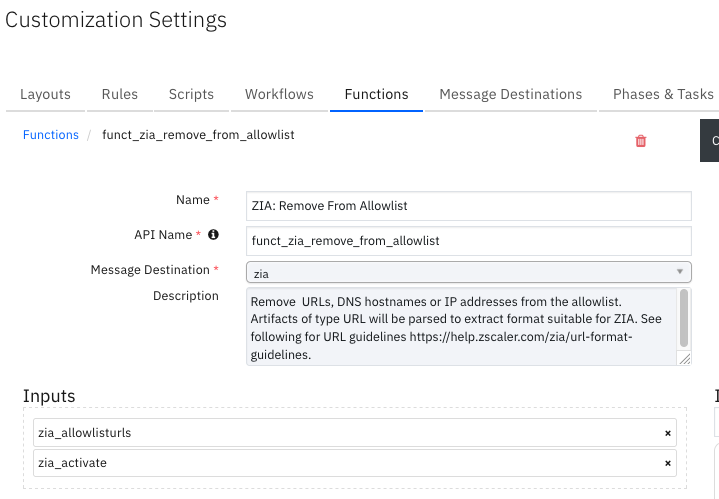 Customization Settings
Layouts Rules Scripts Workflows Functions Message Destinations Phases & Tasks
Functions / funct_zia_remove_from_allowlist
Name * ZIA: Remove From Allowlist
API Name * funct_zia_remove_from_allowlist
Message Destination * zia
Description
Remove  URLs, DNS hostnames or IP addresses from the allowlist.
Artifacts of type URL will be parsed to extract format suitable for ZIA. See
following for URL guidelines https://help.zscaler.com/zia/url-format-
guidelines.
Inputs
zia_allowlisturls ×
zia_activate ×